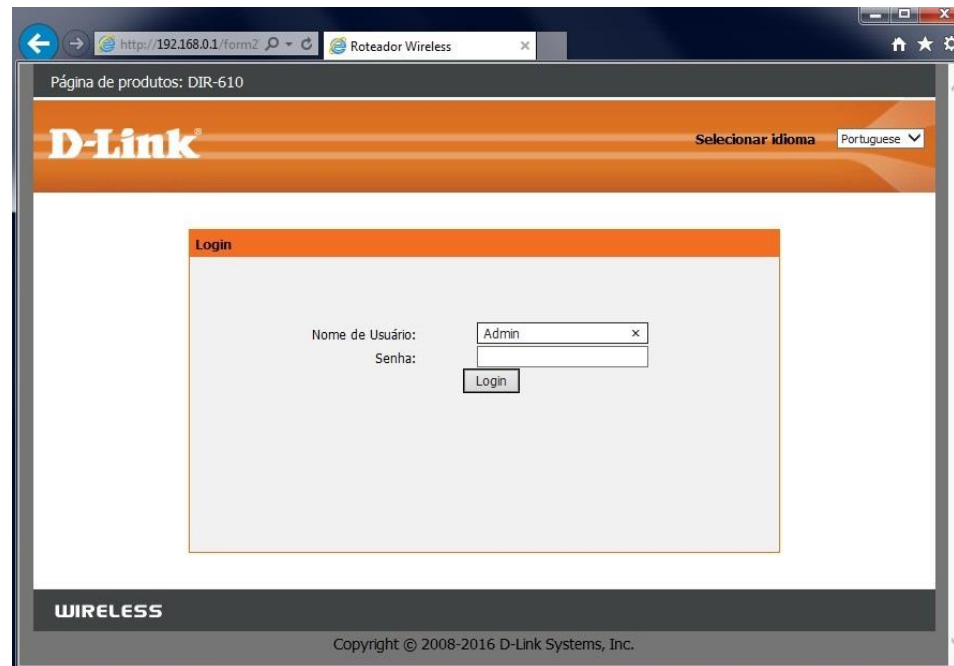 http://192.168.0.1/form2
Roteador Wireless
Página de produtos: DIR-610
D-Link®
Selecionar idioma Portuguese
Login
Nome de Usuário: Admin
Senha:
Login
WIRELESS
Copyright © 2008-2016 D-Link Systems, Inc.